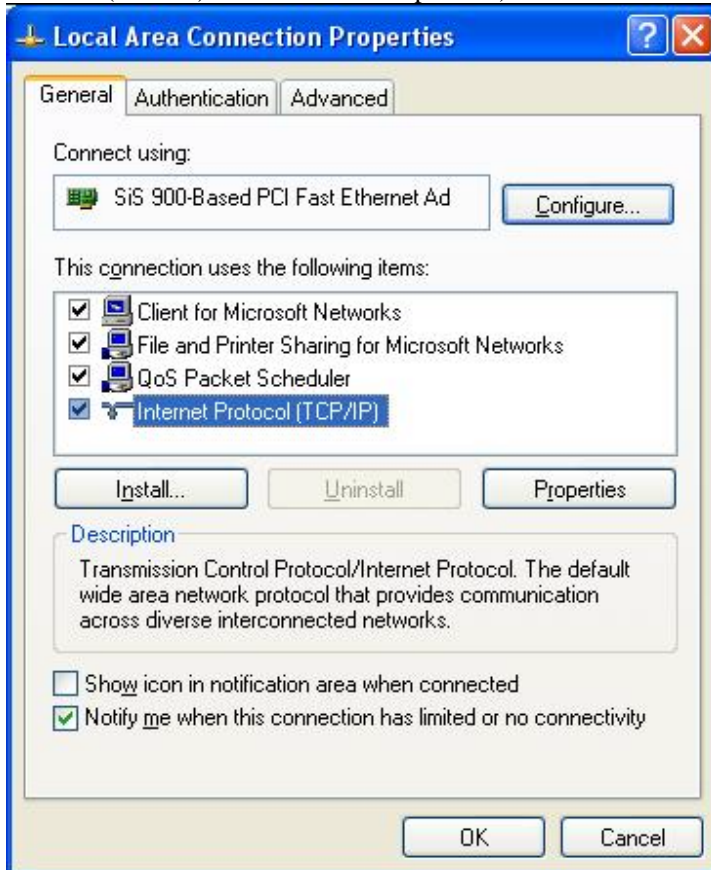 Local Area Connection Properties
General Authentication Advanced
Connect using:
SiS 900-Based PCI Fast Ethernet Ad Configure...
This connection uses the following items:
Client for Microsoft Networks
File and Printer Sharing for Microsoft Networks
QoS Packet Scheduler
Internet Protocol (TCP/IP)
Install... Uninstall Properties
Description
Transmission Control Protocol/Internet Protocol. The default
wide area network protocol that provides communication
across diverse interconnected networks.
Show icon in notification area when connected
Notify me when this connection has limited or no connectivity
OK Cancel